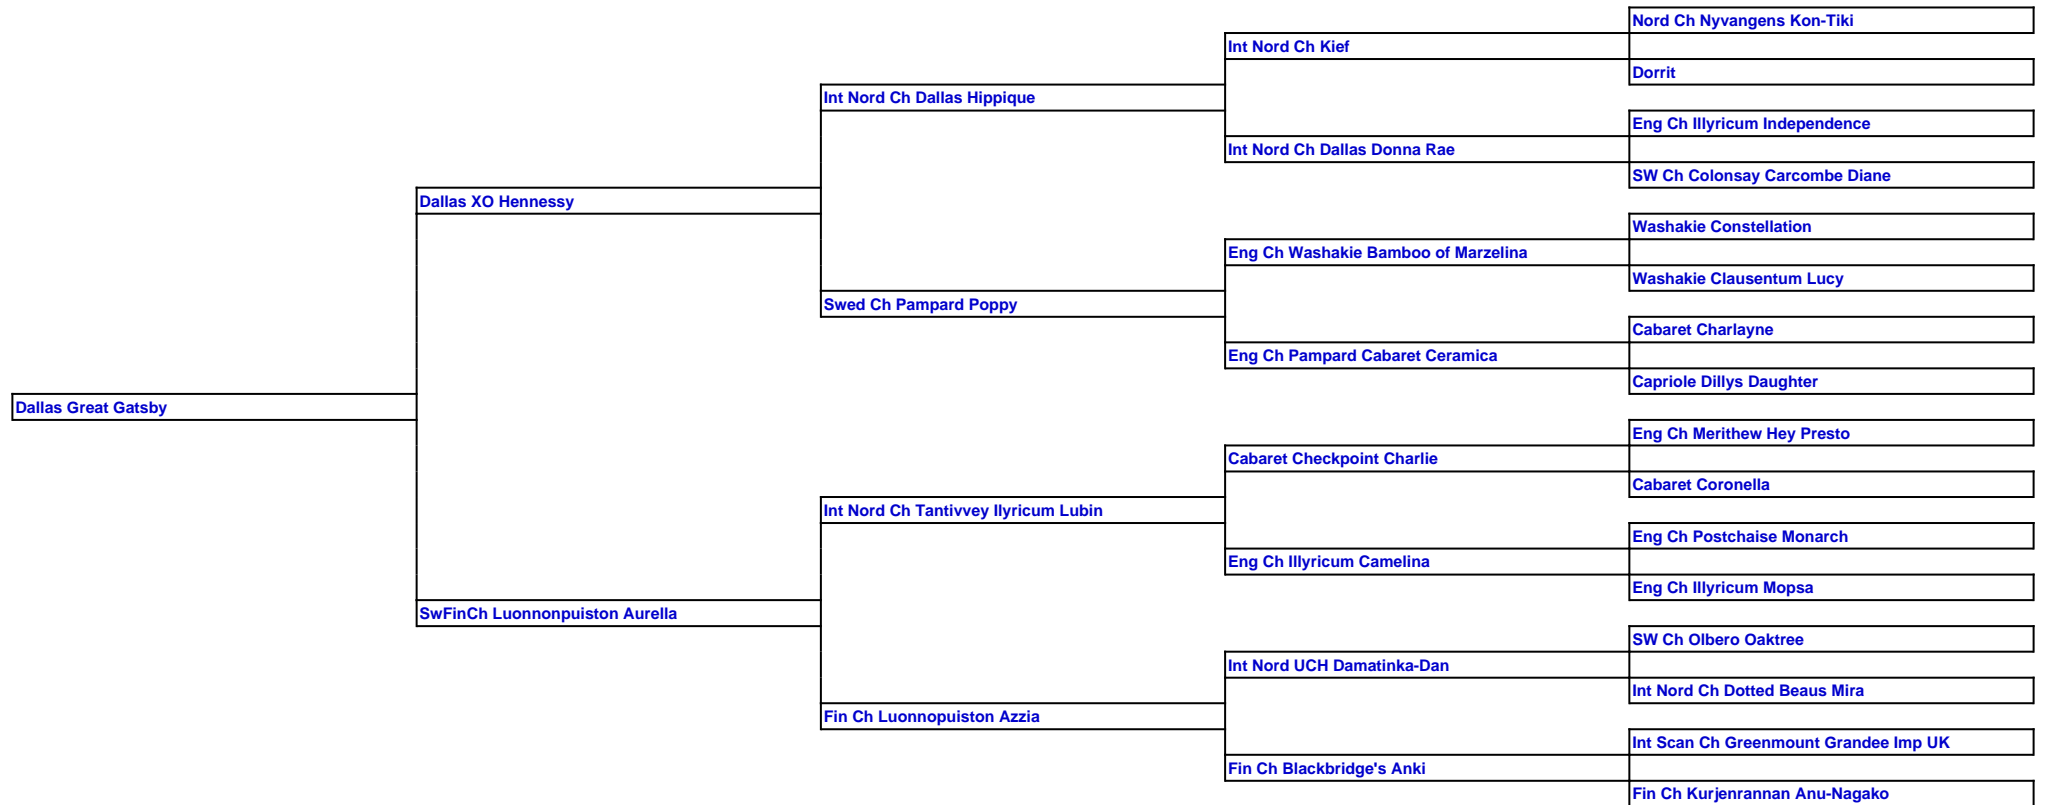 Nord Ch Nyvangens Kon-Tiki
Int Nord Ch Kief
Dorrit
Int Nord Ch Dallas Hippique
Eng Ch Illyricum Independence
Int Nord Ch Dallas Donna Rae
SW Ch Colonsay Carcombe Diane
Dallas XO Hennessy
Washakie Constellation
Eng Ch Washakie Bamboo of Marzelina
Washakie Clausentum Lucy
Swed Ch Pampard Poppy
Cabaret Charlayne
Eng Ch Pampard Cabaret Ceramica
Capriole Dillys Daughter
Dallas Great Gatsby
Eng Ch Merithew Hey Presto
Cabaret Checkpoint Charlie
Cabaret Coronella
Int Nord Ch Tantivvey Ilyricum Lubin
Eng Ch Postchaise Monarch
Eng Ch Illyricum Camelina
Eng Ch Illyricum Mopsa
SwFinCh Luonnonpuiston Aurella
SW Ch Olbero Oaktree
Int Nord UCH Damatinka-Dan
Int Nord Ch Dotted Beaus Mira
Fin Ch Luonnopuiston Azzia
Int Scan Ch Greenmount Grandee Imp UK
Fin Ch Blackbridge's Anki
Fin Ch Kurjenrannan Anu-Nagako